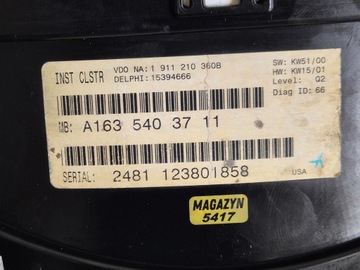 INST CLSTR
VDO NA: 1 911 210 360B
DELPHI: 15394666
SW: KW51/00
HW: KW15/01
Level: Q2
Diag ID: 66
MB: A163 540 37 11
SERIAL: 2481 123801858
USA
MAGAZYN
5417